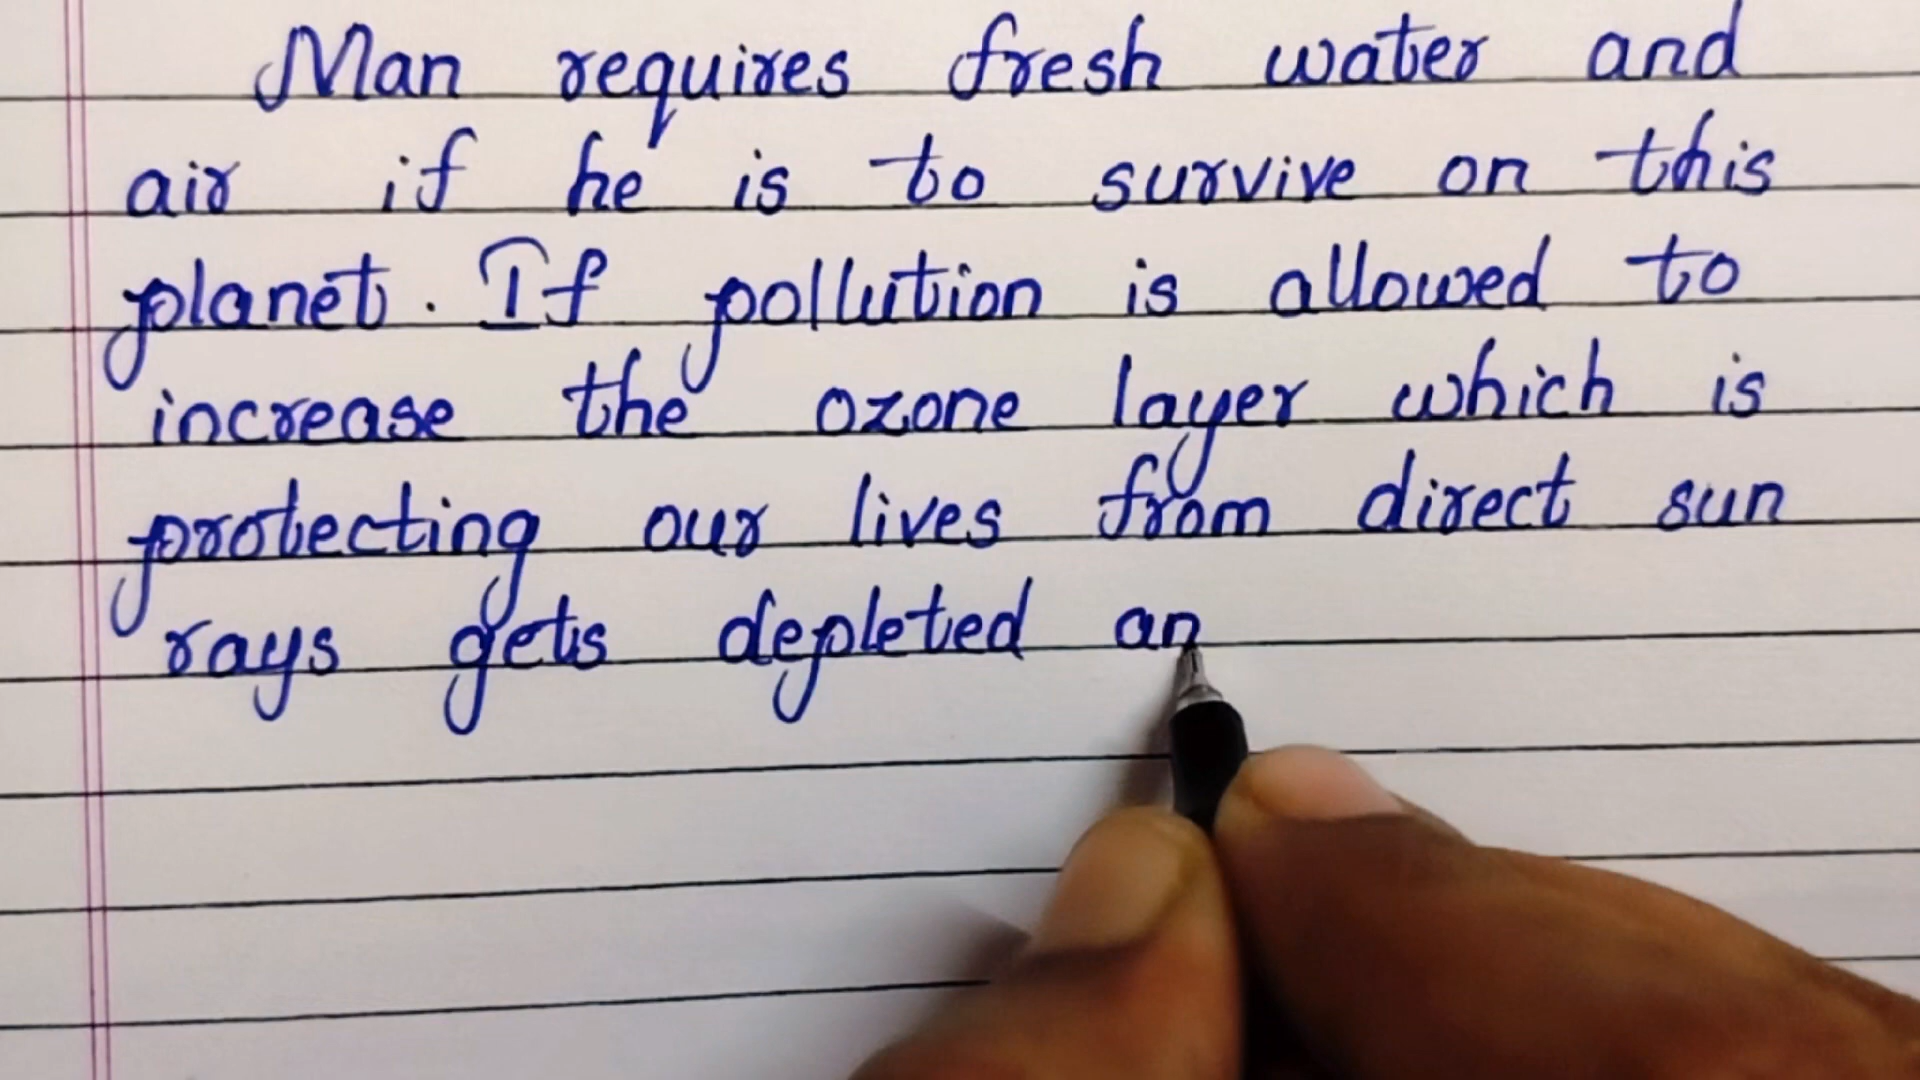 Man requires fresh water and
air if he is to survive on this
planet. If pollution is allowed to
increase the ozone layer which is
protecting our lives from direct sun
rays gets depleted an